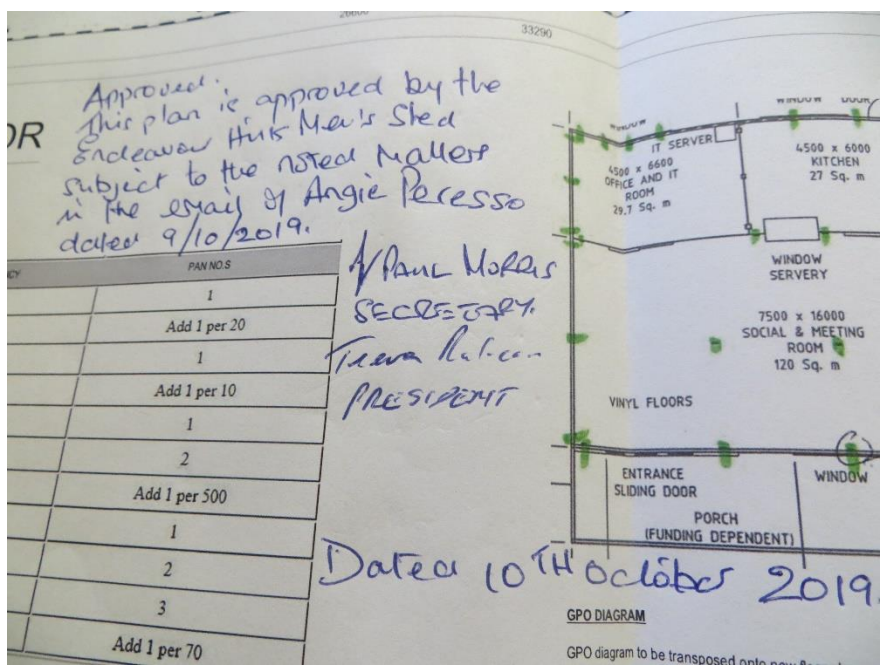 33290
OR
Approved.
This plan is approved by the
Endeavour Hills Men's Shed
subject to the noted Matters
in the email of Angie Peresso
dated 9/10/2019.
PAUL MORRIS
SECRETARY.
PRESIDENT
PAN NO.S
1
Add 1 per 20
1
Add 1 per 10
1
2
Add 1 per 500
1
2
3
Add 1 per 70
WINDOW
WINDOW DOOR
IT SERVER
4500 x 6600
OFFICE AND IT
ROOM
29.7 Sq. m
4500 x 6000
KITCHEN
27 Sq. m
WINDOW
SERVERY
7500 x 16000
SOCIAL & MEETING
ROOM
120 Sq. m
VINYL FLOORS
ENTRANCE
SLIDING DOOR
WINDOW
PORCH
(FUNDING DEPENDENT)
Dated 10TH October 2019.
GPO DIAGRAM
GPO diagram to be transposed onto new